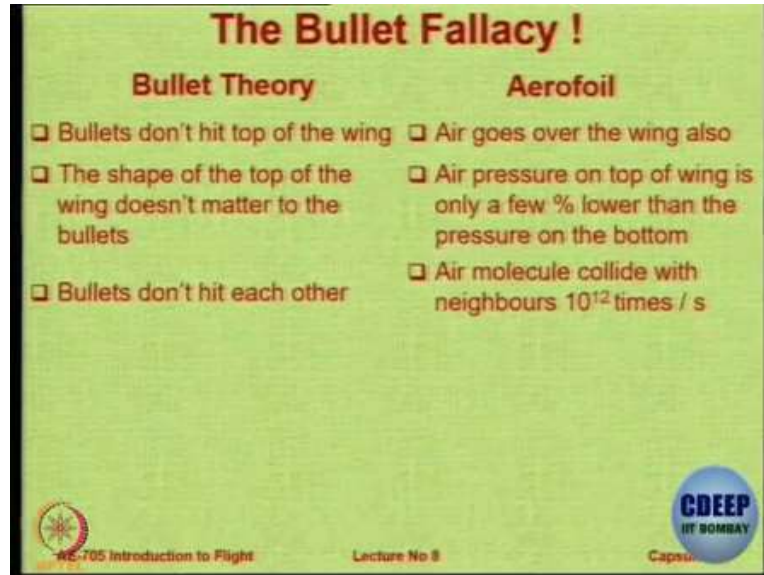 The Bullet Fallacy !
Bullet Theory
❑ Bullets don't hit top of the wing
❑ The shape of the top of the
wing doesn't matter to the
bullets
❑ Bullets don't hit each other
Aerofoil
❑ Air goes over the wing also
❑ Air pressure on top of wing is
only a few % lower than the
pressure on the bottom
❑ Air molecule collide with
neighbours 10¹² times / s
CDEEP
IIT BOMBAY
NPTEL
AE-705 Introduction to Flight
Lecture No 8